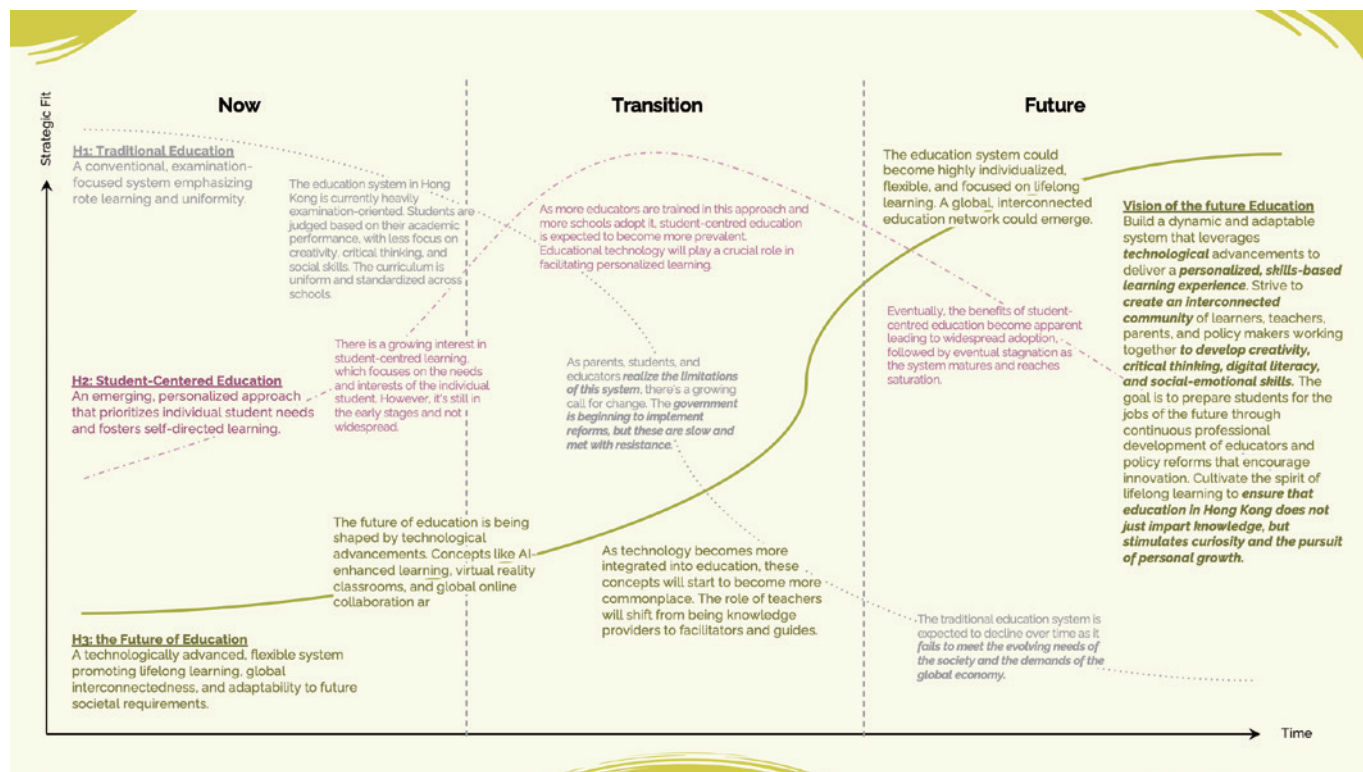 Strategic Fit
Now
Transition
Future
H1: Traditional Education
A conventional, examination-
focused system emphasizing
rote learning and uniformity.
The education system in Hong
Kong is currently heavily
examination-oriented. Students are
judged based on their academic
performance, with less focus on
creativity, critical thinking, and
social skills. The curriculum is
uniform and standardized across
schools.
H2: Student-Centered Education
An emerging, personalized approach
that prioritizes individual student needs
and fosters self-directed learning.
There is a growing interest in
student-centred learning,
which focuses on the needs
and interests of the individual
student. However, it's still in
the early stages and not
widespread.
The future of education is being
shaped by technological
advancements. Concepts like AI-
enhanced learning, virtual reality
classrooms, and global online
collaboration ar
H3: the Future of Education
A technologically advanced, flexible system
promoting lifelong learning, global
interconnectedness, and adaptability to future
societal requirements.
As more educators are trained in this approach and
more schools adopt it, student-centred education
is expected to become more prevalent.
Educational technology will play a crucial role in
facilitating personalized learning.
As parents, students, and
educators realize the limitations
of this system, there's a growing
call for change. The government
is beginning to implement
reforms, but these are slow and
met with resistance.
As technology becomes more
integrated into education, these
concepts will start to become more
commonplace. The role of teachers
will shift from being knowledge
providers to facilitators and guides.
The education system could
become highly individualized,
flexible, and focused on lifelong
learning. A global, interconnected
education network could emerge.
Eventually, the benefits of student-
centred education become apparent
leading to widespread adoption,
followed by eventual stagnation as
the system matures and reaches
saturation.
The traditional education system is
expected to decline over time as it
fails to meet the evolving needs of
the society and the demands of the
global economy.
Vision of the future Education
Build a dynamic and adaptable
system that leverages
technological advancements to
deliver a personalized, skills-based
learning experience. Strive to
create an interconnected
community of learners, teachers,
parents, and policy makers working
together to develop creativity,
critical thinking, digital literacy,
and social-emotional skills. The
goal is to prepare students for the
jobs of the future through
continuous professional
development of educators and
policy reforms that encourage
innovation. Cultivate the spirit of
lifelong learning to ensure that
education in Hong Kong does not
just impart knowledge, but
stimulates curiosity and the pursuit
of personal growth.
Time